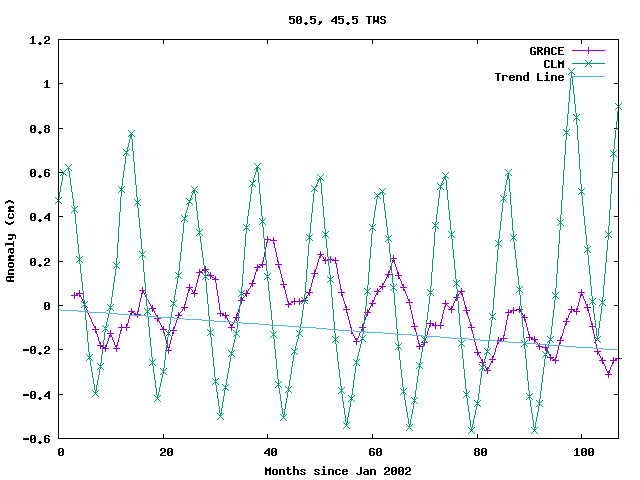 50.5, 45.5 TWS
GRACE
CLM
Trend Line
Anomaly (cm)
1.2
1
0.8
0.6
0.4
0.2
0
-0.2
-0.4
-0.6
0 20 40 60 80 100
Months since Jan 2002